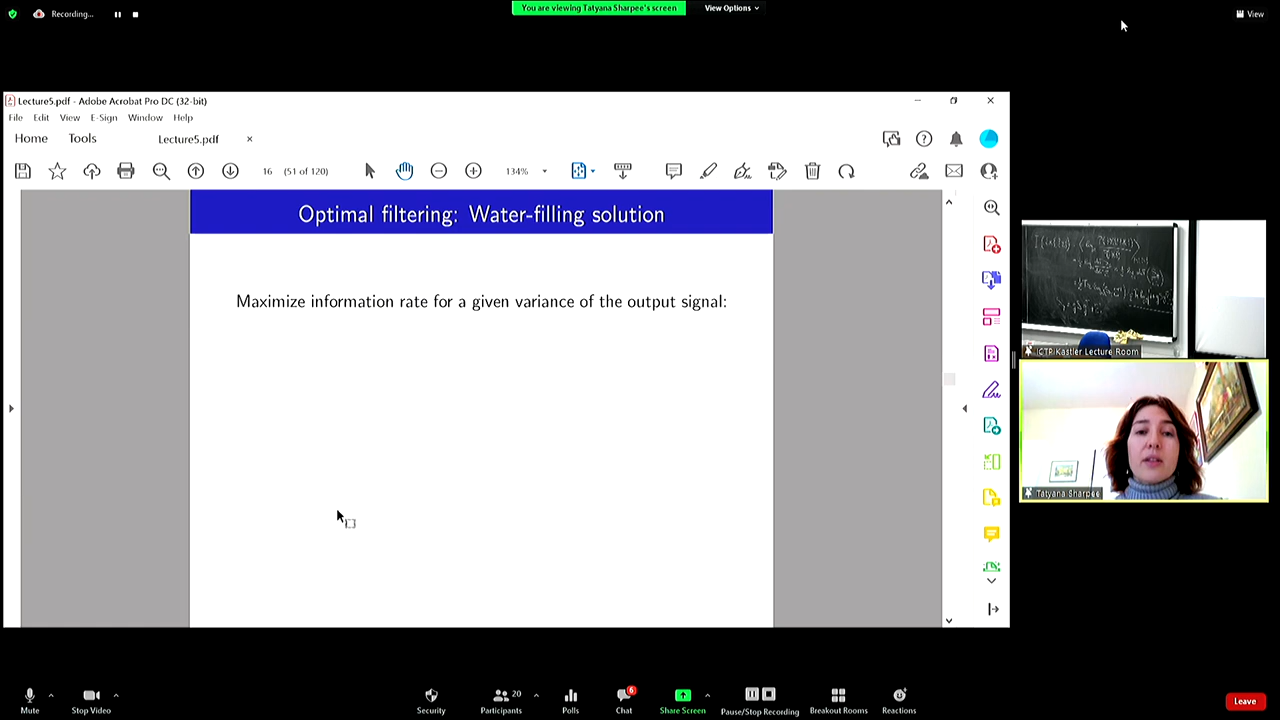 Recording...
You are viewing Tatyana Sharpee's screen
View Options
View
Lecture5.pdf - Adobe Acrobat Pro DC (32-bit)
File Edit View E-Sign Window Help
Home Tools Lecture5.pdf
16 (51 of 120) 134%
Optimal filtering: Water-filling solution
Maximize information rate for a given variance of the output signal:
ICTP Kastler Lecture Room
Tatyana Sharpee
20
6
Mute Stop Video Security Participants Polls Chat Share Screen Pause/Stop Recording Breakout Rooms Reactions Leave